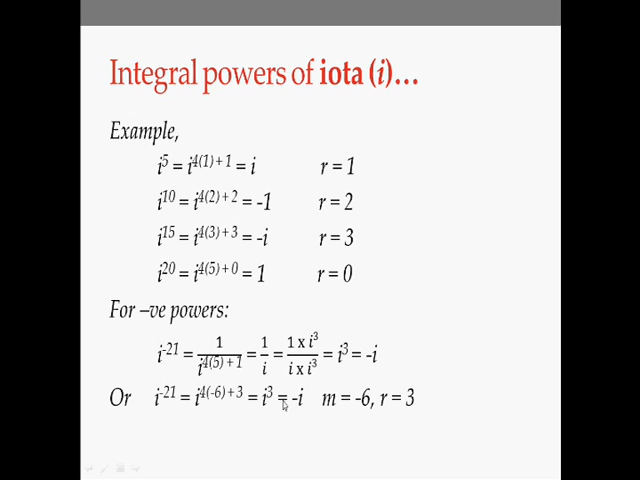 Integral powers of iota (i)...
Example,
i⁵ = i⁴⁽¹⁾⁺¹ = i r = 1
i¹⁰ = i⁴⁽²⁾⁺² = -1 r = 2
i¹⁵ = i⁴⁽³⁾⁺³ = -i r = 3
i²⁰ = i⁴⁽⁵⁾⁺⁰ = 1 r = 0
For –ve powers:
i⁻²¹ = 1/i⁴⁽⁵⁾⁺¹ = 1/i = 1 x i³/i x i³ = i³ = -i
Or i⁻²¹ = i⁴⁽⁻⁶⁾⁺³ = i³ = -i m = -6, r = 3